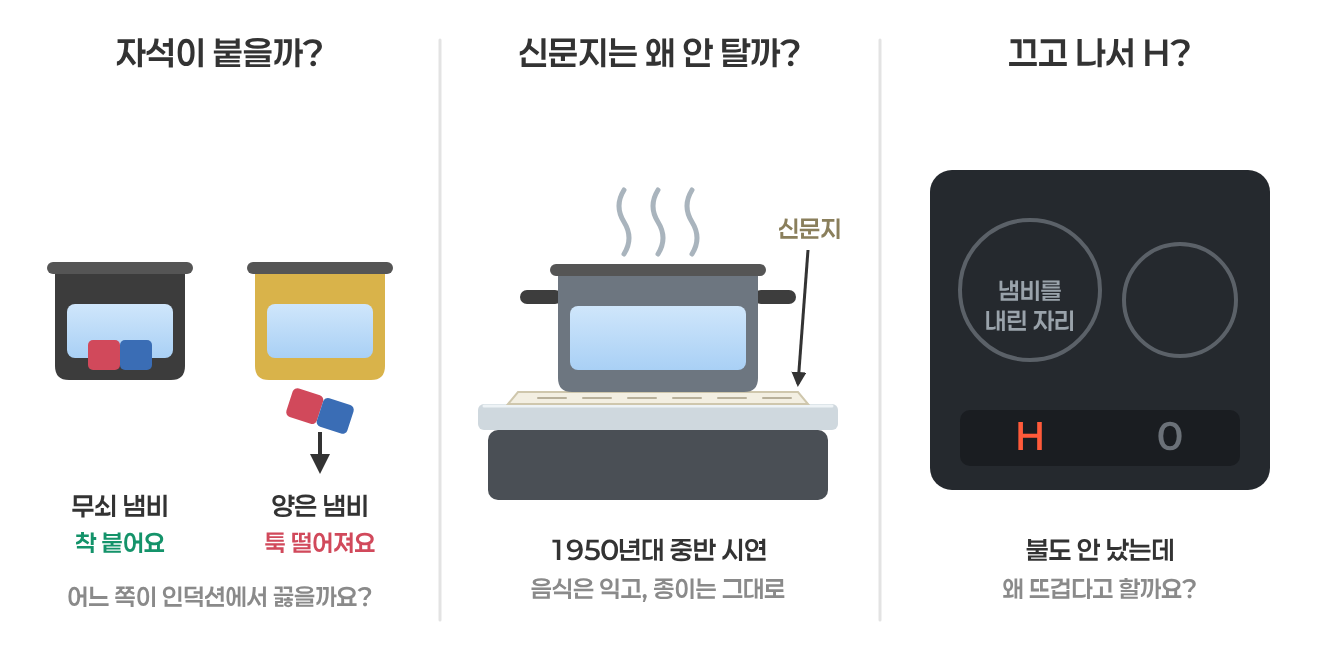 자석이 붙을까?
무쇠 냄비
착 붙어요
양은 냄비
툭 떨어져요
어느 쪽이 인덕션에서 끓을까요?
신문지는 왜 안 탈까?
신문지
1950년대 중반 시연
음식은 익고, 종이는 그대로
끄고 나서 H?
냄비를
내린 자리
H
0
불도 안 났는데
왜 뜨겁다고 할까요?